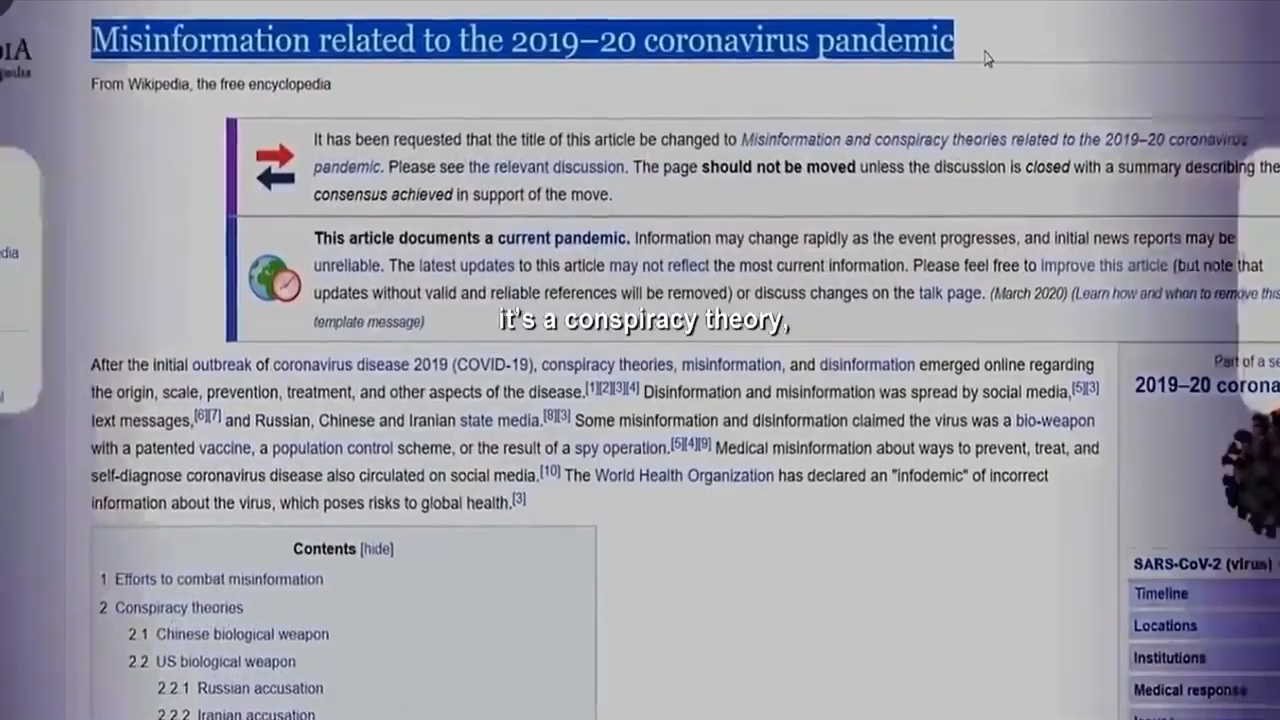 IA
Misinformation related to the 2019–20 coronavirus pandemic
From Wikipedia, the free encyclopedia
It has been requested that the title of this article be changed to Misinformation and conspiracy theories related to the 2019–20 coronavirus
pandemic. Please see the relevant discussion. The page should not be moved unless the discussion is closed with a summary describing the
consensus achieved in support of the move.
This article documents a current pandemic. Information may change rapidly as the event progresses, and initial news reports may be
unreliable. The latest updates to this article may not reflect the most current information. Please feel free to improve this article (but note that
updates without valid and reliable references will be removed) or discuss changes on the talk page. (March 2020) (Learn how and when to remove this
template message)
it's a conspiracy theory,
dia
After the initial outbreak of coronavirus disease 2019 (COVID-19), conspiracy theories, misinformation, and disinformation emerged online regarding
the origin, scale, prevention, treatment, and other aspects of the disease.[1][2][3][4] Disinformation and misinformation was spread by social media,[5][3]
text messages,[6][7] and Russian, Chinese and Iranian state media.[8][3] Some misinformation and disinformation claimed the virus was a bio-weapon
with a patented vaccine, a population control scheme, or the result of a spy operation.[5][4][9] Medical misinformation about ways to prevent, treat, and
self-diagnose coronavirus disease also circulated on social media.[10] The World Health Organization has declared an "infodemic" of incorrect
information about the virus, which poses risks to global health.[3]
Contents [hide]
1 Efforts to combat misinformation
2 Conspiracy theories
2.1 Chinese biological weapon
2.2 US biological weapon
2.2.1 Russian accusation
2.2.2 Iranian accusation
Part of a se
2019–20 corona
SARS-CoV-2 (virus)
Timeline
Locations
Institutions
Medical response